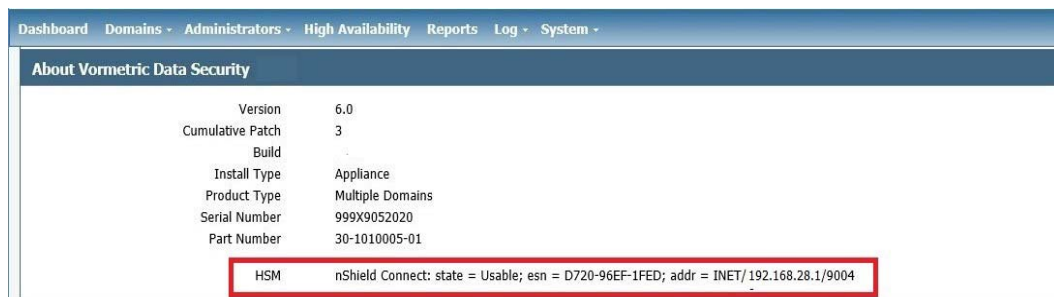 Dashboard Domains Administrators High Availability Reports Log System
About Vormetric Data Security
Version 6.0
Cumulative Patch 3
Build
Install Type Appliance
Product Type Multiple Domains
Serial Number 999X9052020
Part Number 30-1010005-01
HSM nShield Connect: state = Usable; esn = D720-96EF-1FED; addr = INET/192.168.28.1/9004